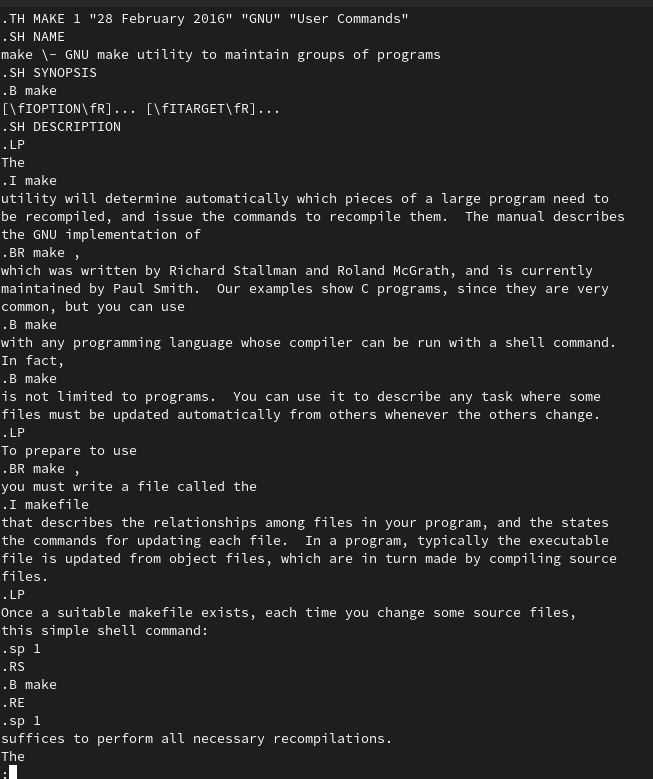 .TH MAKE 1 "28 February 2016" "GNU" "User Commands"
.SH NAME
make \- GNU make utility to maintain groups of programs
.SH SYNOPSIS
.B make
[\fIOPTION\fR]... [\fITARGET\fR]...
.SH DESCRIPTION
.LP
The
.I make
utility will determine automatically which pieces of a large program need to
be recompiled, and issue the commands to recompile them.  The manual describes
the GNU implementation of
.BR make ,
which was written by Richard Stallman and Roland McGrath, and is currently
maintained by Paul Smith.  Our examples show C programs, since they are very
common, but you can use
.B make
with any programming language whose compiler can be run with a shell command.
In fact,
.B make
is not limited to programs.  You can use it to describe any task where some
files must be updated automatically from others whenever the others change.
.LP
To prepare to use
.BR make ,
you must write a file called the
.I makefile
that describes the relationships among files in your program, and the states
the commands for updating each file.  In a program, typically the executable
file is updated from object files, which are in turn made by compiling source
files.
.LP
Once a suitable makefile exists, each time you change some source files,
this simple shell command:
.sp 1
.RS
.B make
.RE
.sp 1
suffices to perform all necessary recompilations.
The
: